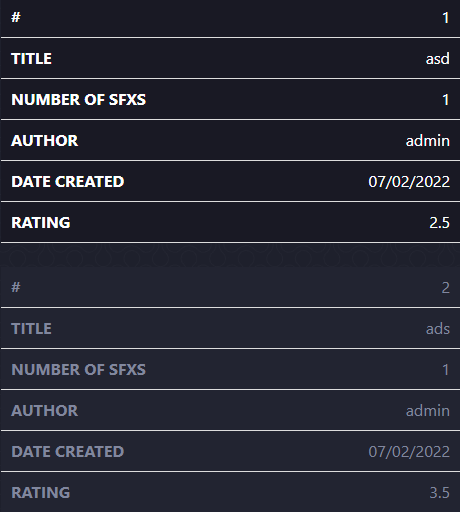 # 1
TITLE asd
NUMBER OF SFXS 1
AUTHOR admin
DATE CREATED 07/02/2022
RATING 2.5
# 2
TITLE ads
NUMBER OF SFXS 1
AUTHOR admin
DATE CREATED 07/02/2022
RATING 3.5